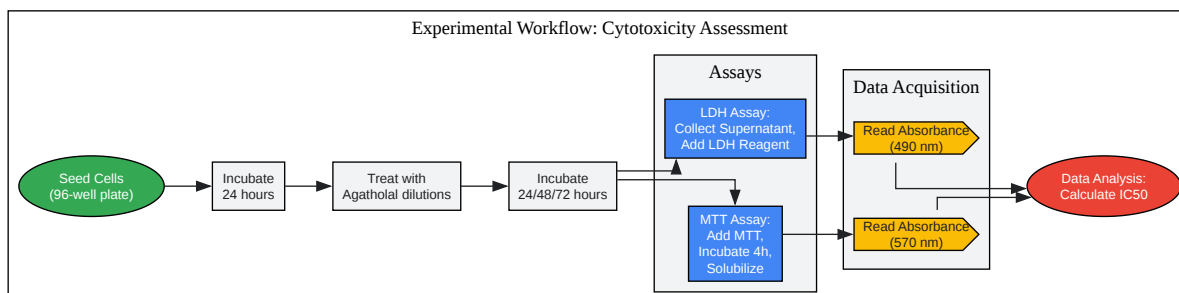 Experimental Workflow: Cytotoxicity Assessment
Seed Cells
(96-well plate)
Incubate
24 hours
Treat with
Agatholal dilutions
Incubate
24/48/72 hours
Assays
LDH Assay:
Collect Supernatant,
Add LDH Reagent
MTT Assay:
Add MTT,
Incubate 4h,
Solubilize
Data Acquisition
Read Absorbance
(490 nm)
Read Absorbance
(570 nm)
Data Analysis:
Calculate IC50